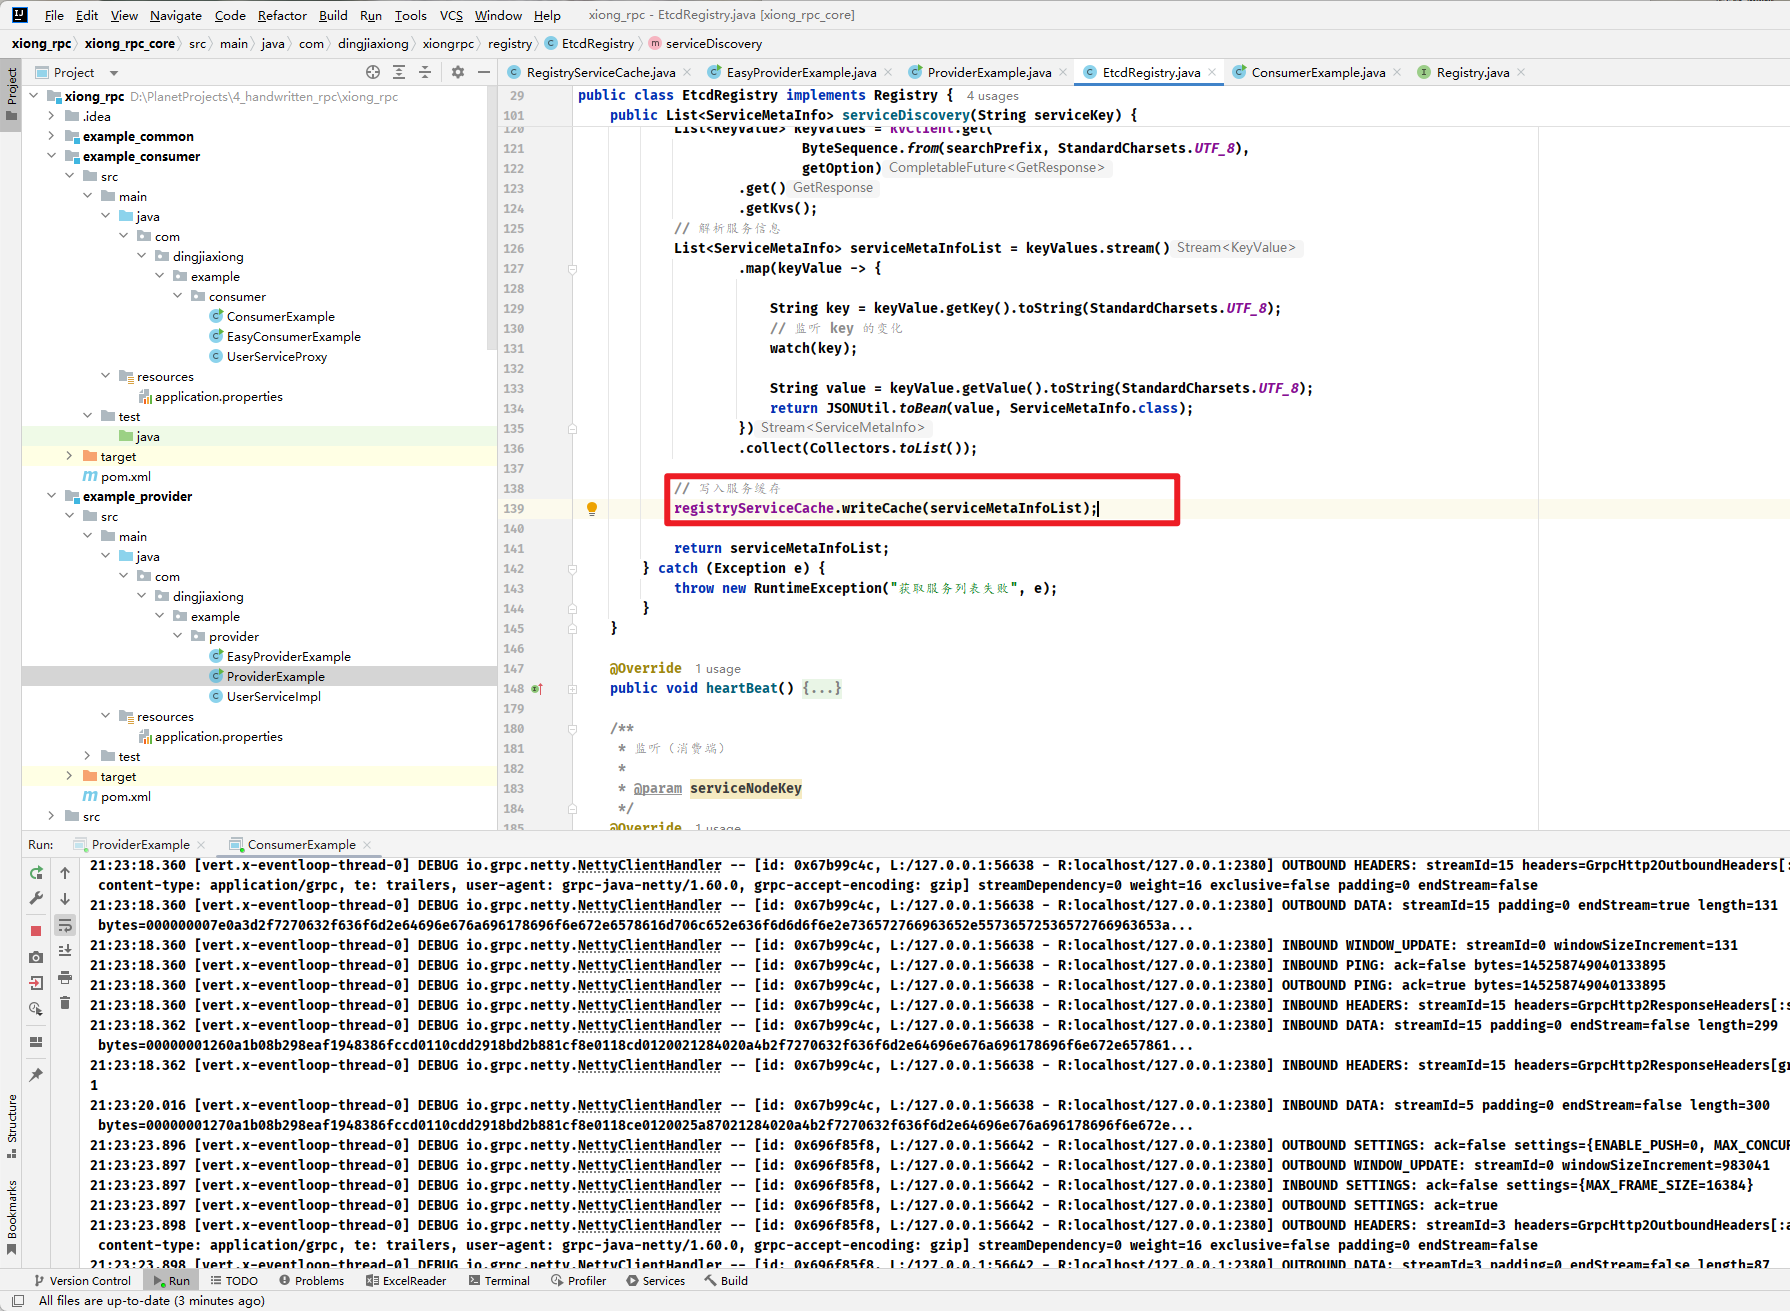 File Edit View Navigate Code Refactor Build Run Tools VCS Window Help xiong_rpc - EtcdRegistry.java [xiong_rpc_core]
xiong_rpc xiong_rpc_core src main java com dingjiaxiong xiongrpc registry EtcdRegistry serviceDiscovery
Project
RegistryServiceCache.java EasyProviderExample.java ProviderExample.java EtcdRegistry.java ConsumerExample.java Registry.java
Project
xiong_rpc D:\PlanetProjects\4_handwritten_rpc\xiong_rpc
.idea
example_common
example_consumer
src
main
java
com
dingjiaxiong
example
consumer
ConsumerExample
EasyConsumerExample
UserServiceProxy
resources
application.properties
test
java
target
pom.xml
example_provider
src
main
java
com
dingjiaxiong
example
provider
EasyProviderExample
ProviderExample
UserServiceImpl
resources
application.properties
test
target
pom.xml
src
29 public class EtcdRegistry implements Registry { 4 usages
101 public List<ServiceMetaInfo> serviceDiscovery(String serviceKey) {
120 List<KeyValue> keyValues = kvClient.get(
121 ByteSequence.from(searchPrefix, StandardCharsets.UTF_8),
122 getOption) CompletableFuture<GetResponse>
123 .get() GetResponse
124 .getKvs();
125 // 解析服务信息
126 List<ServiceMetaInfo> serviceMetaInfoList = keyValues.stream() Stream<KeyValue>
127 .map(keyValue -> {
128
129 String key = keyValue.getKey().toString(StandardCharsets.UTF_8);
130 // 监听 key 的变化
131 watch(key);
132
133 String value = keyValue.getValue().toString(StandardCharsets.UTF_8);
134 return JSONUtil.toBean(value, ServiceMetaInfo.class);
135 }) Stream<ServiceMetaInfo>
136 .collect(Collectors.toList());
137
138 // 写入服务缓存
139 registryServiceCache.writeCache(serviceMetaInfoList);
140
141 return serviceMetaInfoList;
142 } catch (Exception e) {
143 throw new RuntimeException("获取服务列表失败", e);
144 }
145 }
146
147 @Override 1 usage
148 public void heartBeat() {...}
179
180 /**
181 * 监听（消费端）
182 *
183 * @param serviceNodeKey
184 */
185 @Override 1 usage
Run: ProviderExample ConsumerExample
21:23:18.360 [vert.x-eventloop-thread-0] DEBUG io.grpc.netty.NettyClientHandler -- [id: 0x67b99c4c, L:/127.0.0.1:56638 - R:localhost/127.0.0.1:2380] OUTBOUND HEADERS: streamId=15 headers=GrpcHttp2OutboundHeaders[:
content-type: application/grpc, te: trailers, user-agent: grpc-java-netty/1.60.0, grpc-accept-encoding: gzip] streamDependency=0 weight=16 exclusive=false padding=0 endStream=false
21:23:18.360 [vert.x-eventloop-thread-0] DEBUG io.grpc.netty.NettyClientHandler -- [id: 0x67b99c4c, L:/127.0.0.1:56638 - R:localhost/127.0.0.1:2380] OUTBOUND DATA: streamId=15 padding=0 endStream=true length=131
bytes=000000007e0a3d2f7270632f636f6d2e64696e676a696178696f6e672e6578616d706c652e636f6d6d6f6e2e736572766963652e55736572536572766963653a...
21:23:18.360 [vert.x-eventloop-thread-0] DEBUG io.grpc.netty.NettyClientHandler -- [id: 0x67b99c4c, L:/127.0.0.1:56638 - R:localhost/127.0.0.1:2380] INBOUND WINDOW_UPDATE: streamId=0 windowSizeIncrement=131
21:23:18.360 [vert.x-eventloop-thread-0] DEBUG io.grpc.netty.NettyClientHandler -- [id: 0x67b99c4c, L:/127.0.0.1:56638 - R:localhost/127.0.0.1:2380] INBOUND PING: ack=false bytes=145258749040133895
21:23:18.360 [vert.x-eventloop-thread-0] DEBUG io.grpc.netty.NettyClientHandler -- [id: 0x67b99c4c, L:/127.0.0.1:56638 - R:localhost/127.0.0.1:2380] OUTBOUND PING: ack=true bytes=145258749040133895
21:23:18.360 [vert.x-eventloop-thread-0] DEBUG io.grpc.netty.NettyClientHandler -- [id: 0x67b99c4c, L:/127.0.0.1:56638 - R:localhost/127.0.0.1:2380] INBOUND HEADERS: streamId=15 headers=GrpcHttp2ResponseHeaders[:s
21:23:18.362 [vert.x-eventloop-thread-0] DEBUG io.grpc.netty.NettyClientHandler -- [id: 0x67b99c4c, L:/127.0.0.1:56638 - R:localhost/127.0.0.1:2380] INBOUND DATA: streamId=15 padding=0 endStream=false length=299
bytes=00000001260a1b08b298eaf1948386fccd0110cdd2918bd2b881cf8e0118cd0120021284020a4b2f7270632f636f6d2e64696e676a696178696f6e672e657861...
21:23:18.362 [vert.x-eventloop-thread-0] DEBUG io.grpc.netty.NettyClientHandler -- [id: 0x67b99c4c, L:/127.0.0.1:56638 - R:localhost/127.0.0.1:2380] INBOUND HEADERS: streamId=15 headers=GrpcHttp2ResponseHeaders[gr
1
21:23:20.016 [vert.x-eventloop-thread-0] DEBUG io.grpc.netty.NettyClientHandler -- [id: 0x67b99c4c, L:/127.0.0.1:56638 - R:localhost/127.0.0.1:2380] INBOUND DATA: streamId=5 padding=0 endStream=false length=300
bytes=00000001270a1b08b298eaf1948386fccd0110cdd2918bd2b881cf8e0118ce0120025a87021284020a4b2f7270632f636f6d2e64696e676a696178696f6e672e...
21:23:23.896 [vert.x-eventloop-thread-0] DEBUG io.grpc.netty.NettyClientHandler -- [id: 0x696f85f8, L:/127.0.0.1:56642 - R:localhost/127.0.0.1:2380] OUTBOUND SETTINGS: ack=false settings={ENABLE_PUSH=0, MAX_CONCUR
21:23:23.897 [vert.x-eventloop-thread-0] DEBUG io.grpc.netty.NettyClientHandler -- [id: 0x696f85f8, L:/127.0.0.1:56642 - R:localhost/127.0.0.1:2380] OUTBOUND WINDOW_UPDATE: streamId=0 windowSizeIncrement=983041
21:23:23.897 [vert.x-eventloop-thread-0] DEBUG io.grpc.netty.NettyClientHandler -- [id: 0x696f85f8, L:/127.0.0.1:56642 - R:localhost/127.0.0.1:2380] INBOUND SETTINGS: ack=false settings={MAX_FRAME_SIZE=16384}
21:23:23.897 [vert.x-eventloop-thread-0] DEBUG io.grpc.netty.NettyClientHandler -- [id: 0x696f85f8, L:/127.0.0.1:56642 - R:localhost/127.0.0.1:2380] OUTBOUND SETTINGS: ack=true
21:23:23.898 [vert.x-eventloop-thread-0] DEBUG io.grpc.netty.NettyClientHandler -- [id: 0x696f85f8, L:/127.0.0.1:56642 - R:localhost/127.0.0.1:2380] OUTBOUND HEADERS: streamId=3 headers=GrpcHttp2OutboundHeaders[:a
content-type: application/grpc, te: trailers, user-agent: grpc-java-netty/1.60.0, grpc-accept-encoding: gzip] streamDependency=0 weight=16 exclusive=false padding=0 endStream=false
21:23:23.898 [vert.x-eventloop-thread-0] DEBUG io.grpc.netty.NettyClientHandler -- [id: 0x696f85f8, L:/127.0.0.1:56642 - R:localhost/127.0.0.1:2380] OUTBOUND DATA: streamId=3 padding=0 endStream=false length=87
Structure
Bookmarks
Version Control Run TODO Problems ExcelReader Terminal Profiler Services Build
All files are up-to-date (3 minutes ago)